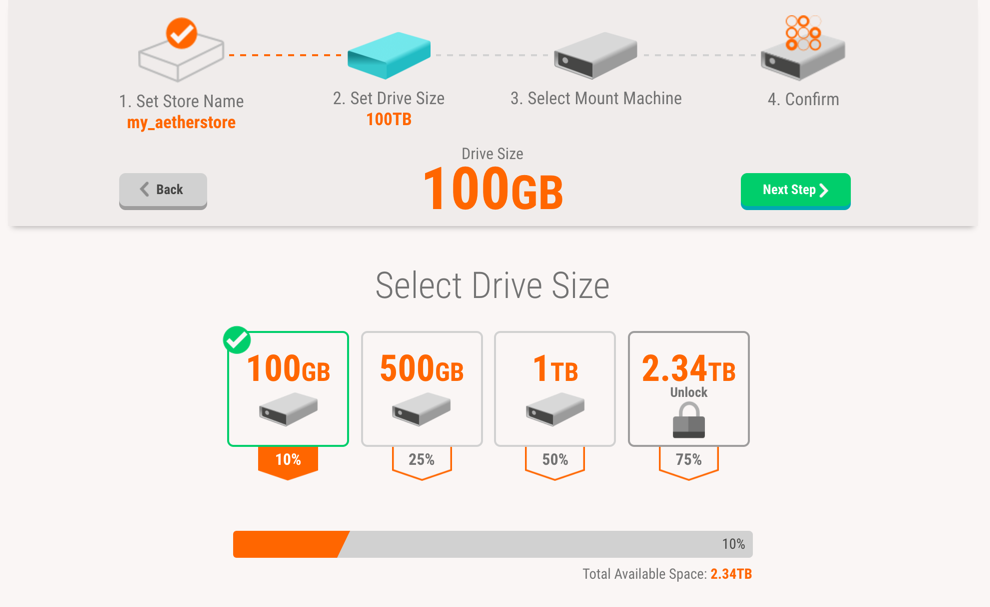 1. Set Store Name
my_aetherstore
2. Set Drive Size
100TB
3. Select Mount Machine
4. Confirm
Back
Drive Size
100GB
Next Step
Select Drive Size
100GB
500GB
1TB
2.34TB
Unlock
10%
25%
50%
75%
10%
Total Available Space: 2.34TB